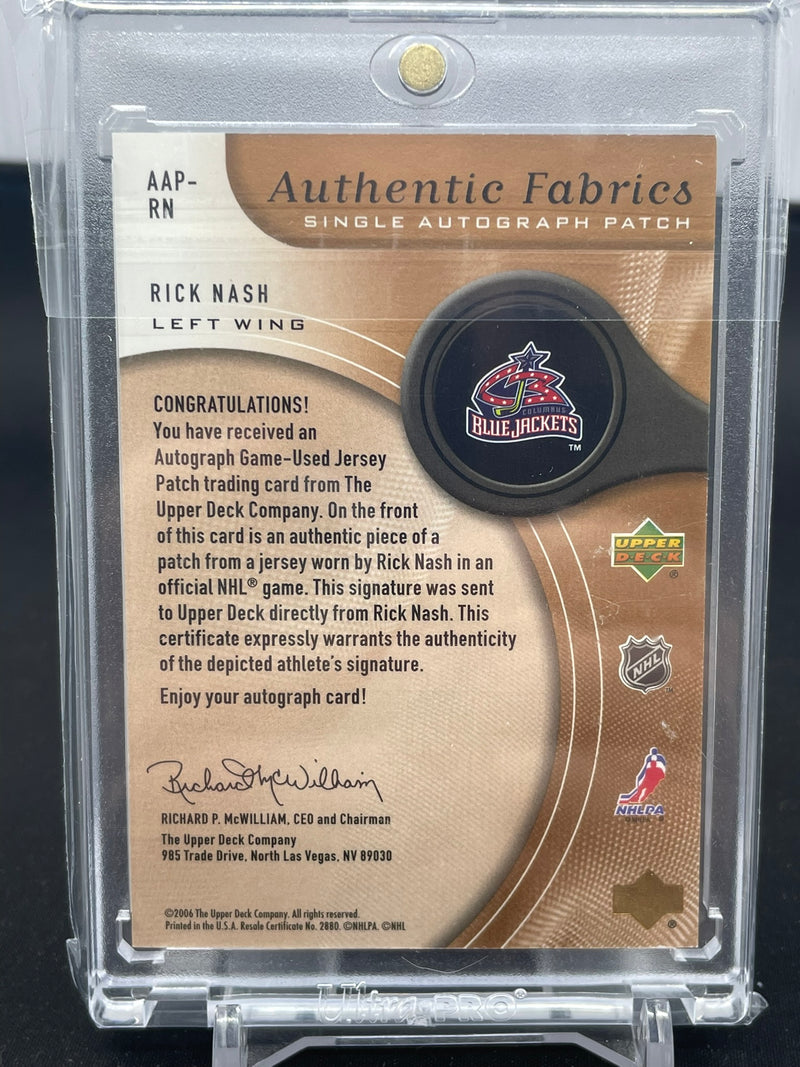 AAP-
RN
Authentic Fabrics
SINGLE AUTOGRAPH PATCH
RICK NASH
LEFT WING
COLUMBUS
BLUE JACKETS
TM
CONGRATULATIONS!
You have received an
Autograph Game-Used Jersey
Patch trading card from The
Upper Deck Company. On the front
of this card is an authentic piece of a
patch from a jersey worn by Rick Nash in an
official NHL® game. This signature was sent
to Upper Deck directly from Rick Nash. This
certificate expressly warrants the authenticity
of the depicted athlete's signature.
Enjoy your autograph card!
UPPER
D·E·C·K
®
NHL
TM
NHLPA
Richard McWilliam
RICHARD P. McWILLIAM, CEO and Chairman
The Upper Deck Company
985 Trade Drive, North Las Vegas, NV 89030
©2006 The Upper Deck Company. All rights reserved.
Printed in the U.S.A. Resale Certificate No. 2880. ©NHLPA. ©NHL
®
Ultra·PRO®